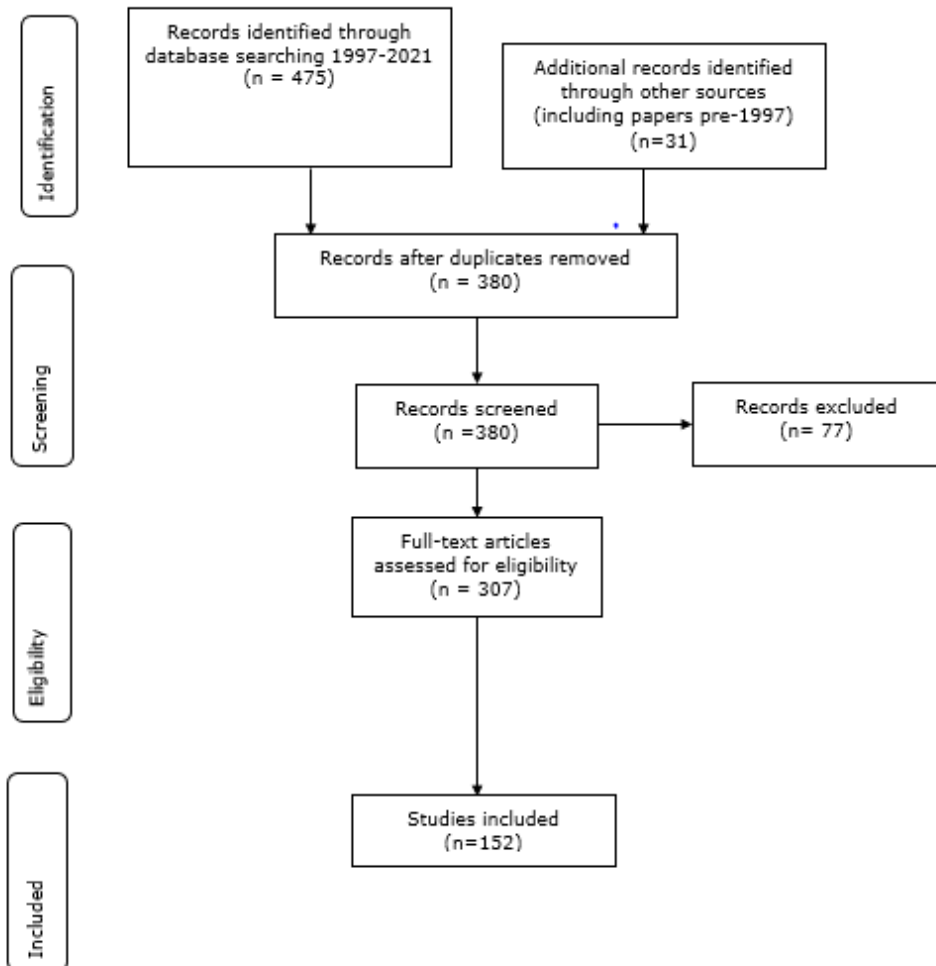 Records identified through
database searching 1997-2021
(n = 475)
Additional records identified
through other sources
(including papers pre-1997)
(n=31)
Identification
Records after duplicates removed
(n = 380)
Screening
Records screened
(n =380)
Records excluded
(n= 77)
Full-text articles
assessed for eligibility
(n = 307)
Eligibility
Studies included
(n=152)
Included